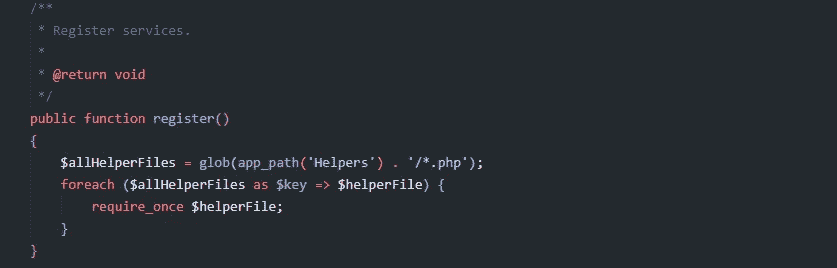 /**
 * Register services.
 *
 * @return void
 */
public function register()
{
    $allHelperFiles = glob(app_path('Helpers') . '/*.php');
    foreach ($allHelperFiles as $key => $helperFile) {
        require_once $helperFile;
    }
}